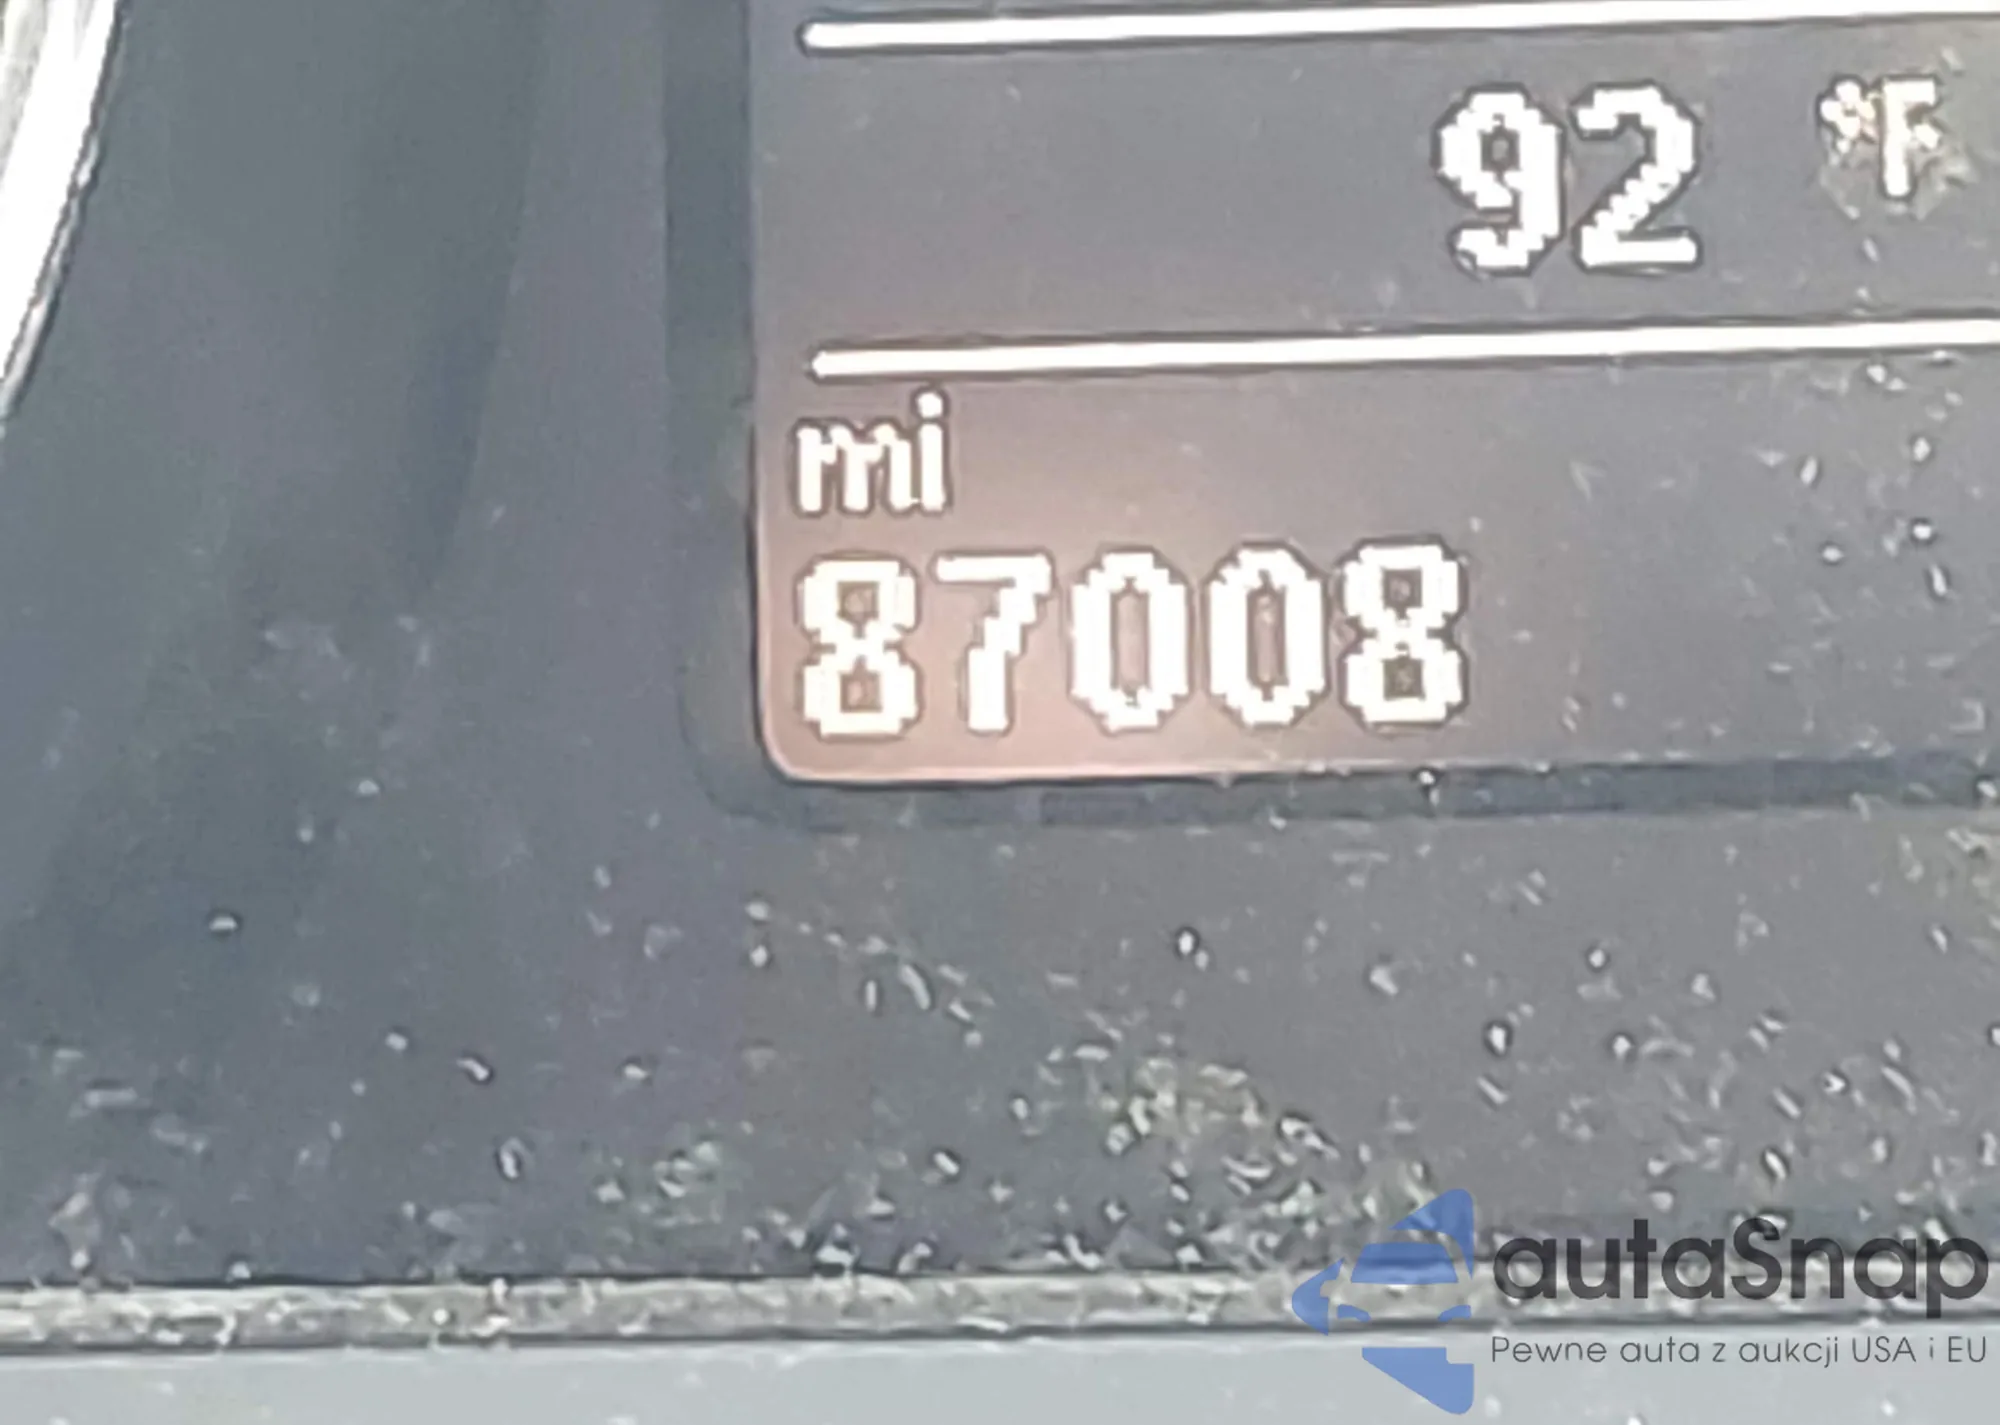 92 °F
mi
87008
autaSnap
Pewne auta z aukcji USA i EU